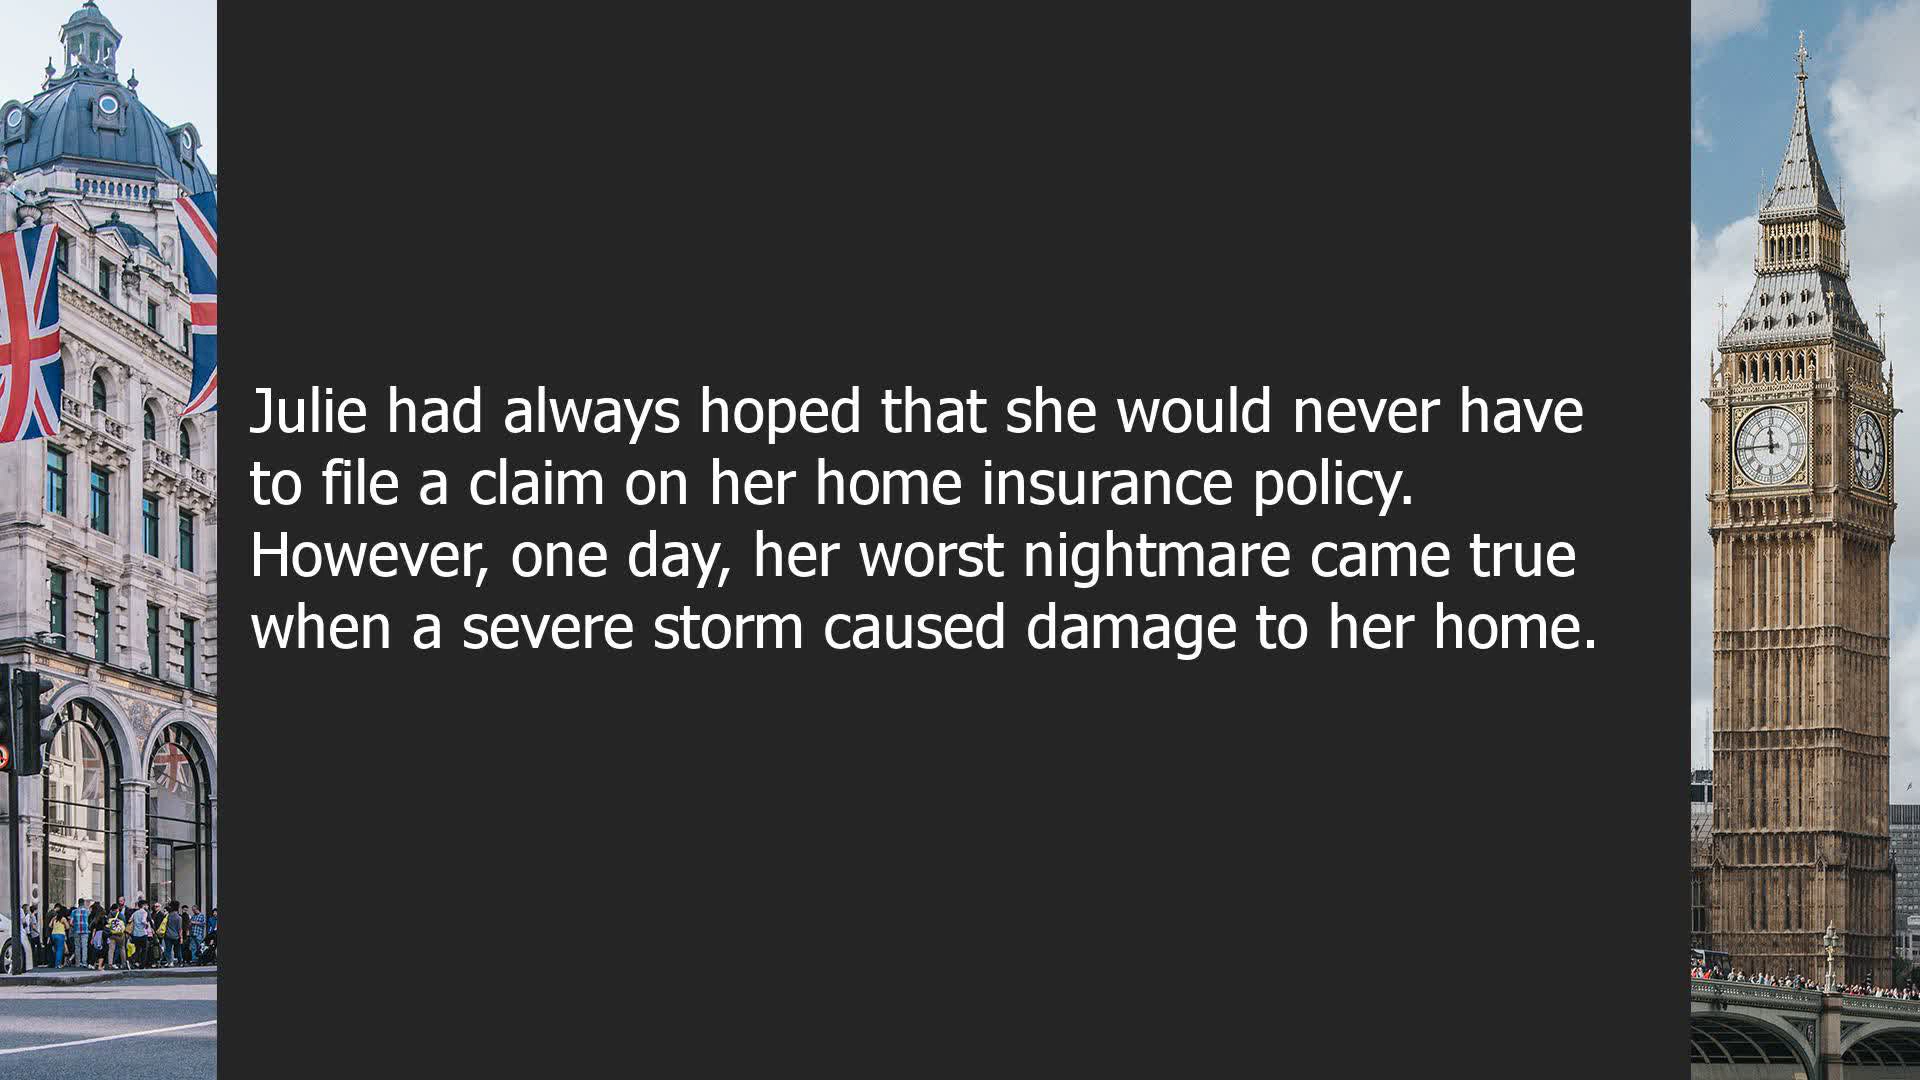 Julie had always hoped that she would never have
to file a claim on her home insurance policy.
However, one day, her worst nightmare came true
when a severe storm caused damage to her home.